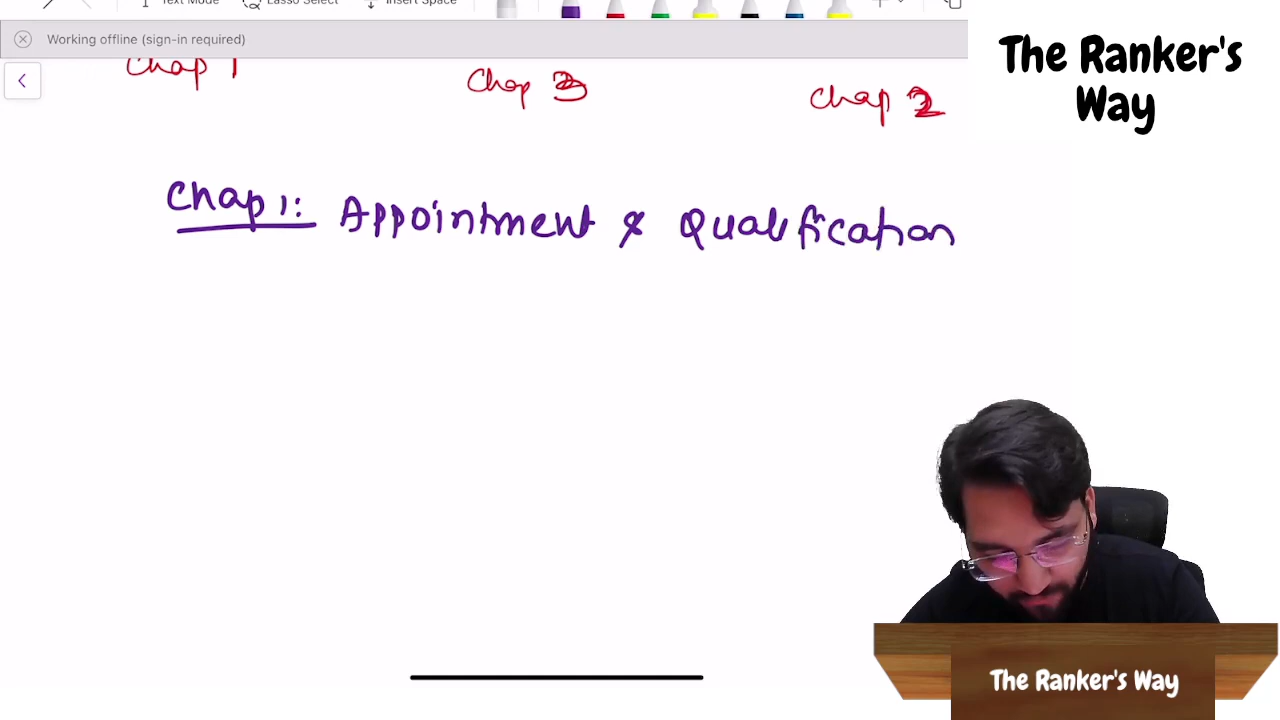 Text Mode Lasso Select Insert Space
Working offline (sign-in required)
The Ranker's
Way
Chap 1
Chap 3
Chap 2
Chap 1: Appointment & Qualification
The Ranker's Way